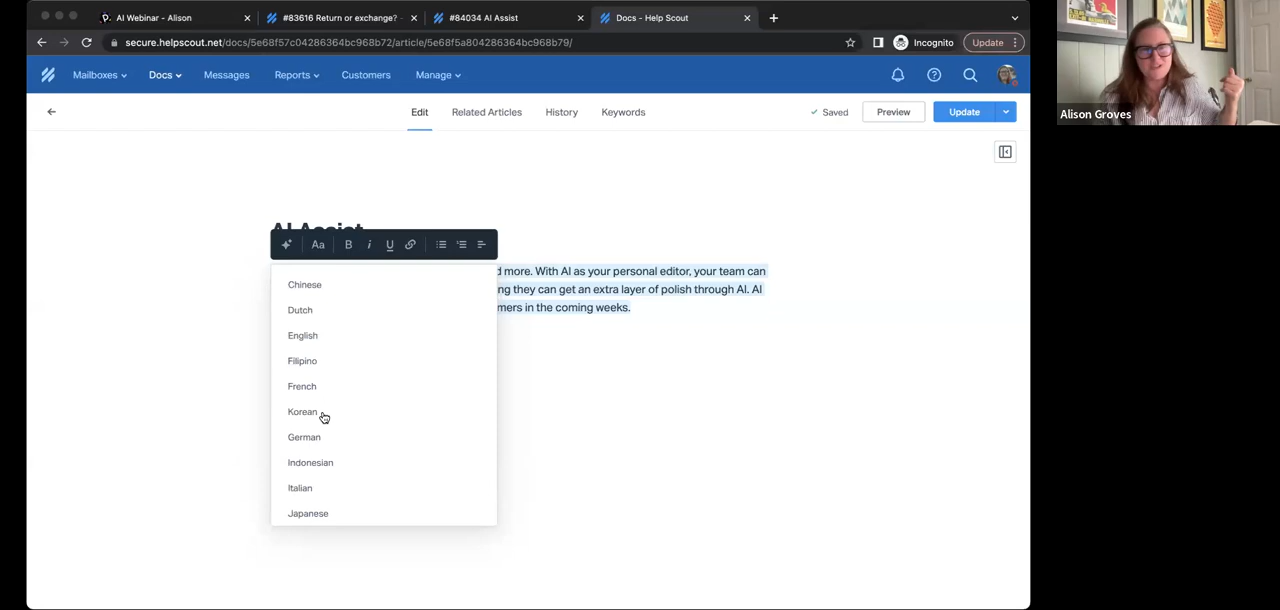 AI Webinar - Alison
#83616 Return or exchange? -
#84034 AI Assist
Docs - Help Scout
secure.helpscout.net/docs/5e68f57c04286364bc968b72/article/5e68f5a804286364bc968b79/
Incognito
Update
Mailboxes
Docs
Messages
Reports
Customers
Manage
Edit
Related Articles
History
Keywords
Saved
Preview
Update
Alison Groves
AI Assist
Aa B i U
more. With AI as your personal editor, your team can
they can get an extra layer of polish through AI. AI
in the coming weeks.
Chinese
Dutch
English
Filipino
French
Korean
German
Indonesian
Italian
Japanese